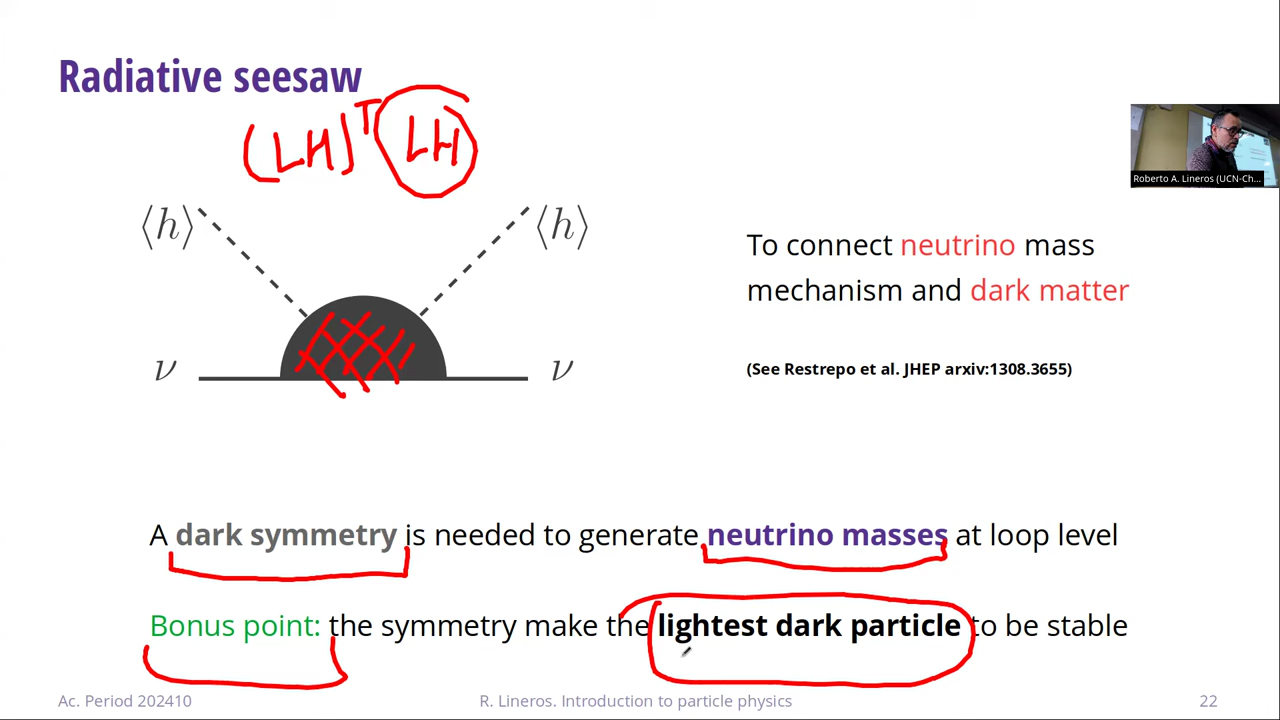 Radiative seesaw
(LH)ᵀ LH
⟨h⟩ ⟨h⟩
ν ν
To connect neutrino mass
mechanism and dark matter
(See Restrepo et al. JHEP arxiv:1308.3655)
Roberto A. Lineros (UCN-Ch...
A dark symmetry is needed to generate neutrino masses at loop level
Bonus point: the symmetry make the lightest dark particle to be stable
Ac. Period 202410
R. Lineros. Introduction to particle physics
22